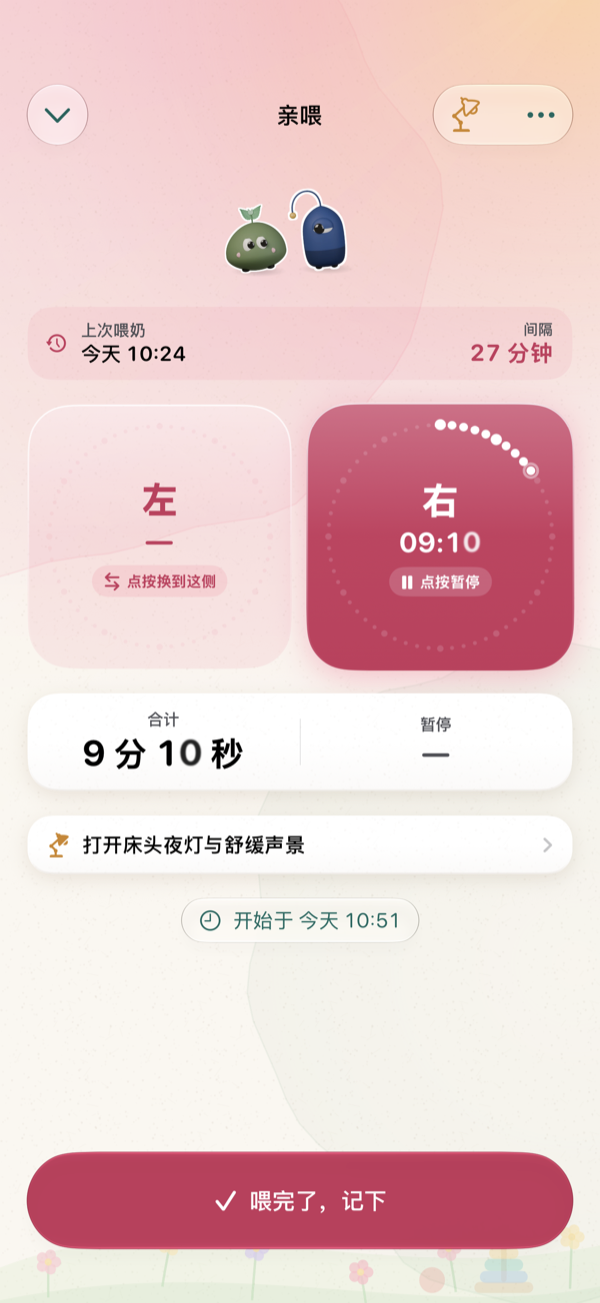 亲喂
上次喂奶
今天 10:24
间隔
27 分钟
左
—
点按换到这侧
右
09:10
点按暂停
合计
9 分 10 秒
暂停
—
打开床头夜灯与舒缓声景
开始于 今天 10:51
喂完了，记下